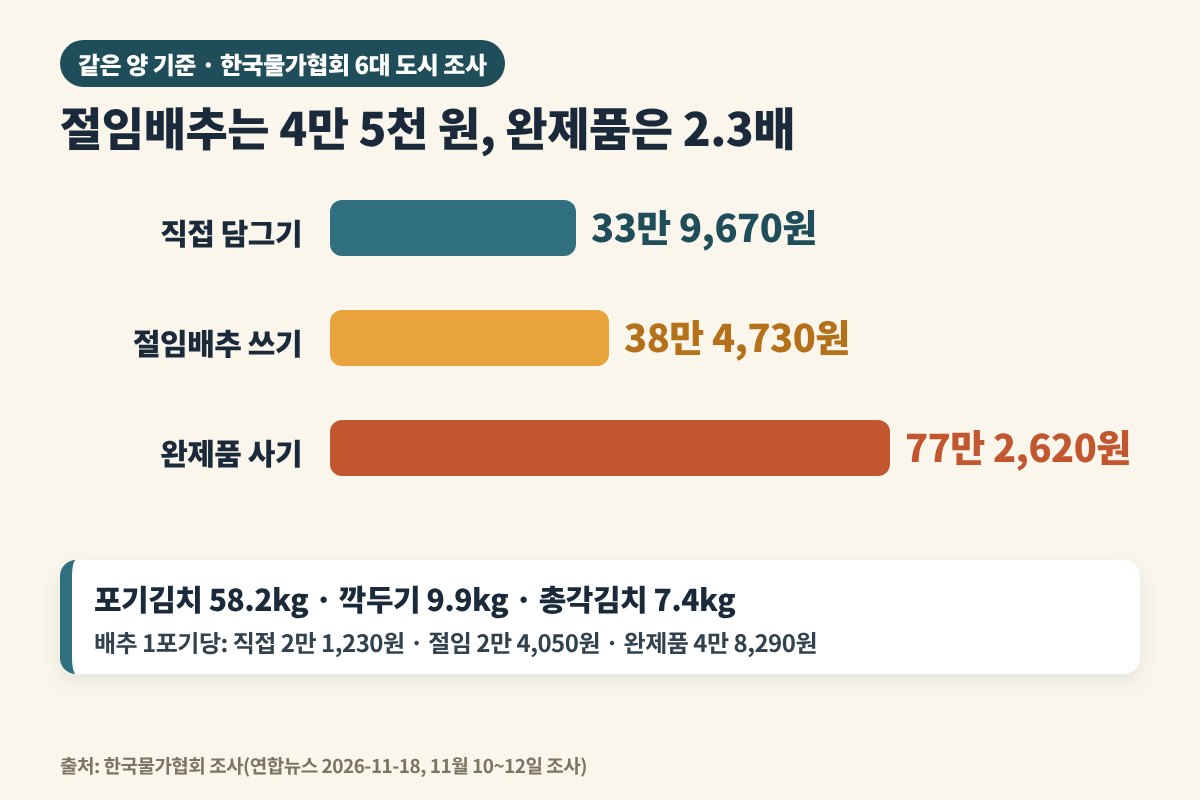 같은 양 기준 · 한국물가협회 6대 도시 조사
절임배추는 4만 5천 원, 완제품은 2.3배
직접 담그기
33만 9,670원
절임배추 쓰기
38만 4,730원
완제품 사기
77만 2,620원
포기김치 58.2kg · 깍두기 9.9kg · 총각김치 7.4kg
배추 1포기당: 직접 2만 1,230원 · 절임 2만 4,050원 · 완제품 4만 8,290원
출처: 한국물가협회 조사(연합뉴스 2026-11-18, 11월 10~12일 조사)